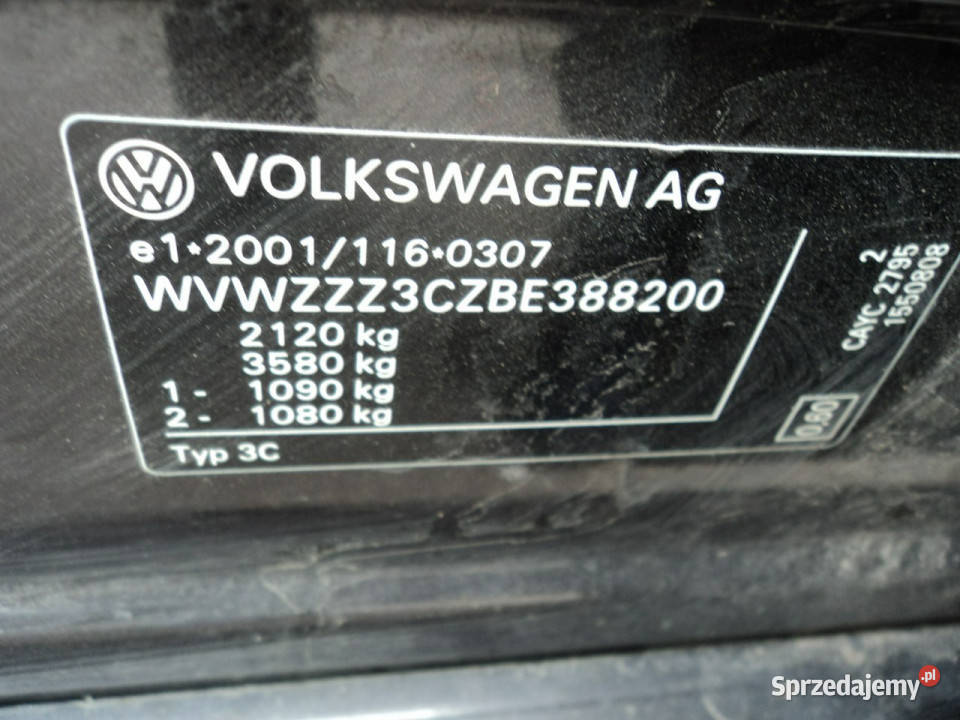 VOLKSWAGEN AG
e1*2001/116*0307
WVWZZZ3CZBE388200
2120 kg
3580 kg
1 - 1090 kg
2 - 1080 kg
Typ 3C
2
CAYC 2795
1550808
0.60
Sprzedajemy.pl